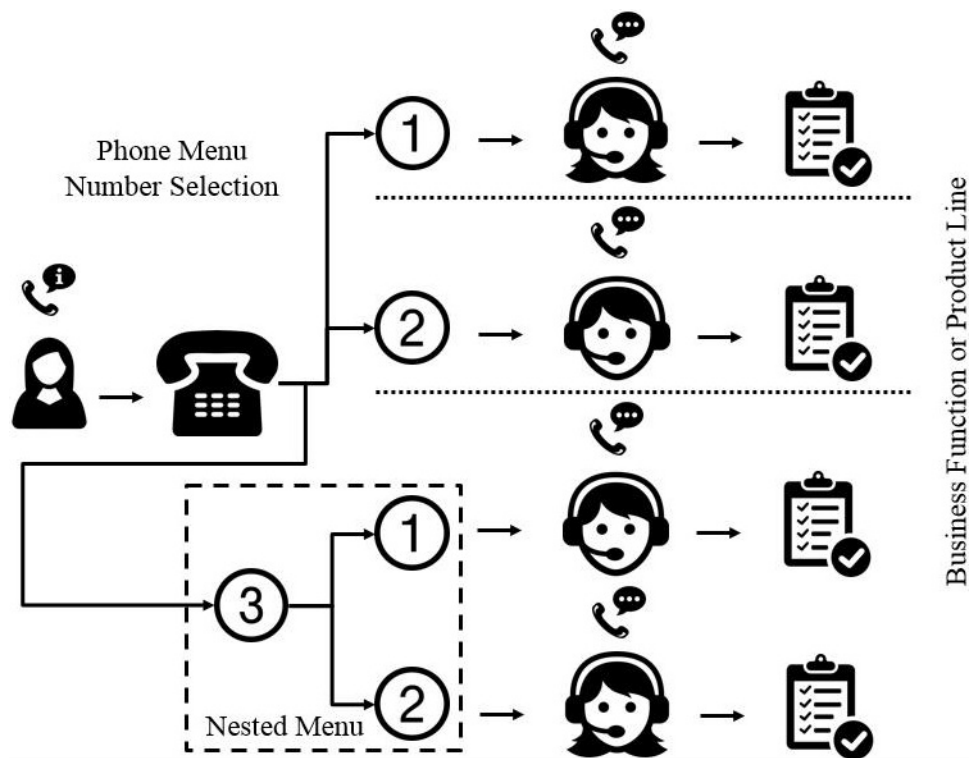 Phone Menu
Number Selection
1
2
3
1
2
Nested Menu
Business Function or Product Line
i